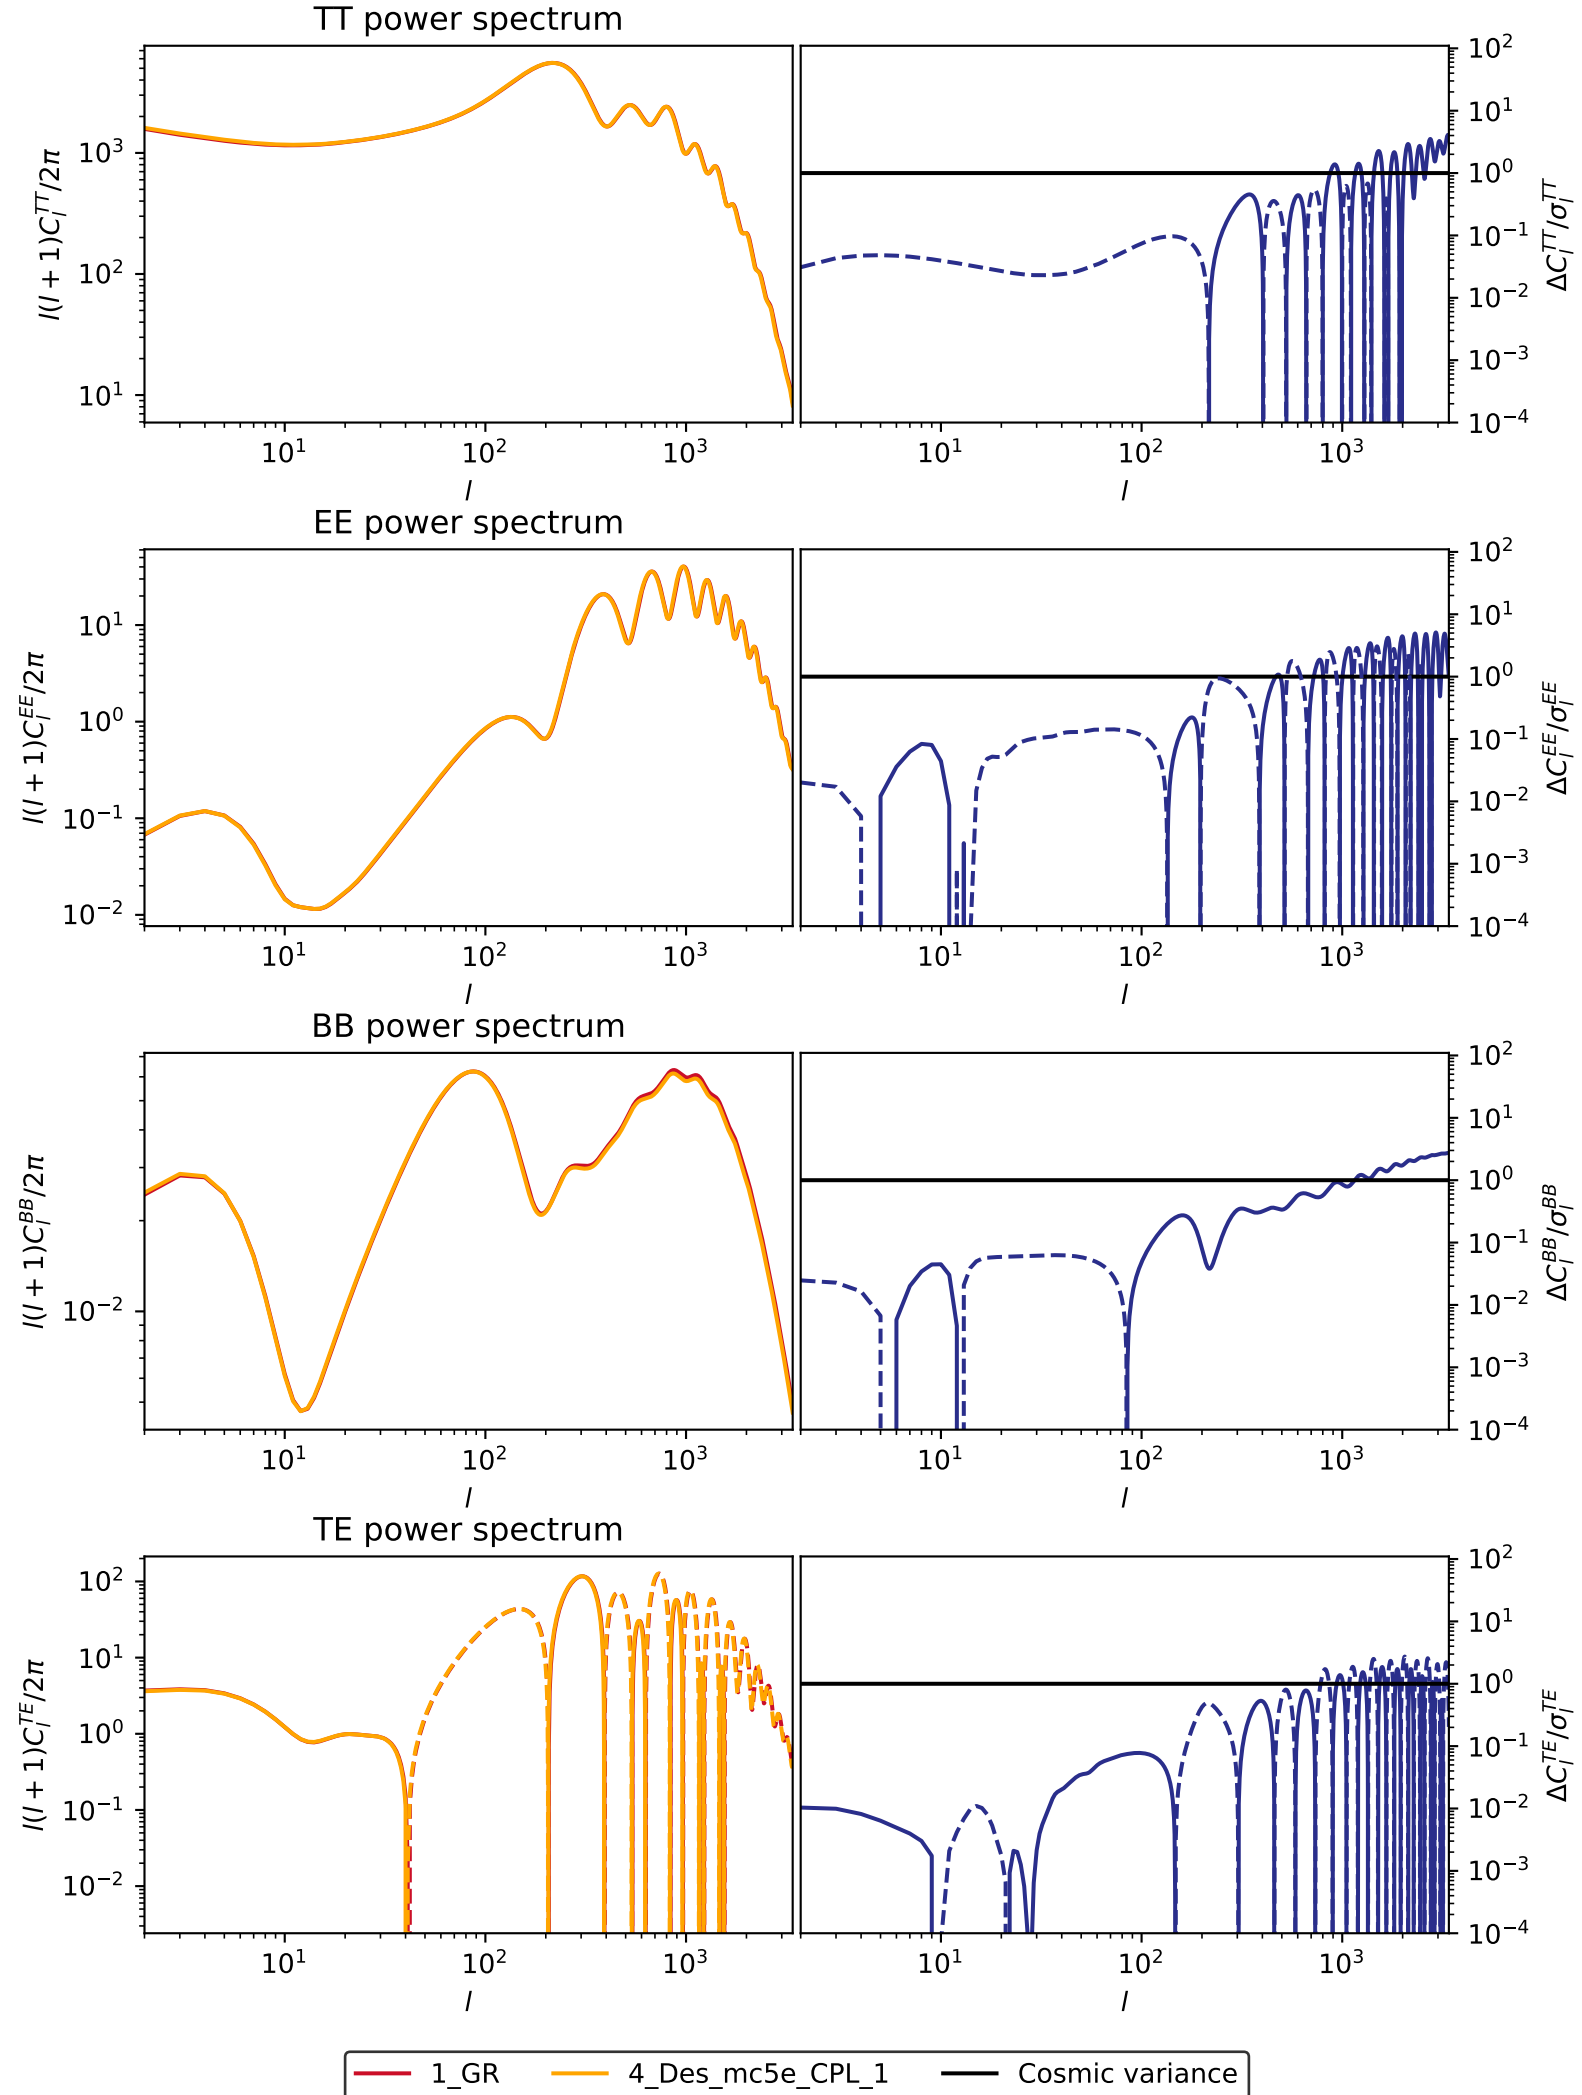 TT power spectrum
l(l + 1)C_l^{TT}/2π
10^3
10^2
10^1
10^1 10^2 10^3
l
10^1 10^2 10^3
l
10^2
10^1
10^0
10^{−1}
10^{−2}
10^{−3}
10^{−4}
ΔC_l^{TT}/σ_l^{TT}
EE power spectrum
l(l + 1)C_l^{EE}/2π
10^1
10^0
10^{−1}
10^{−2}
10^1 10^2 10^3
l
10^1 10^2 10^3
l
10^2
10^1
10^0
10^{−1}
10^{−2}
10^{−3}
10^{−4}
ΔC_l^{EE}/σ_l^{EE}
BB power spectrum
l(l + 1)C_l^{BB}/2π
10^{−2}
10^1 10^2 10^3
l
10^1 10^2 10^3
l
10^2
10^1
10^0
10^{−1}
10^{−2}
10^{−3}
10^{−4}
ΔC_l^{BB}/σ_l^{BB}
TE power spectrum
l(l + 1)C_l^{TE}/2π
10^2
10^1
10^0
10^{−1}
10^{−2}
10^1 10^2 10^3
l
10^1 10^2 10^3
l
10^2
10^1
10^0
10^{−1}
10^{−2}
10^{−3}
10^{−4}
ΔC_l^{TE}/σ_l^{TE}
1_GR 4_Des_mc5e_CPL_1 Cosmic variance